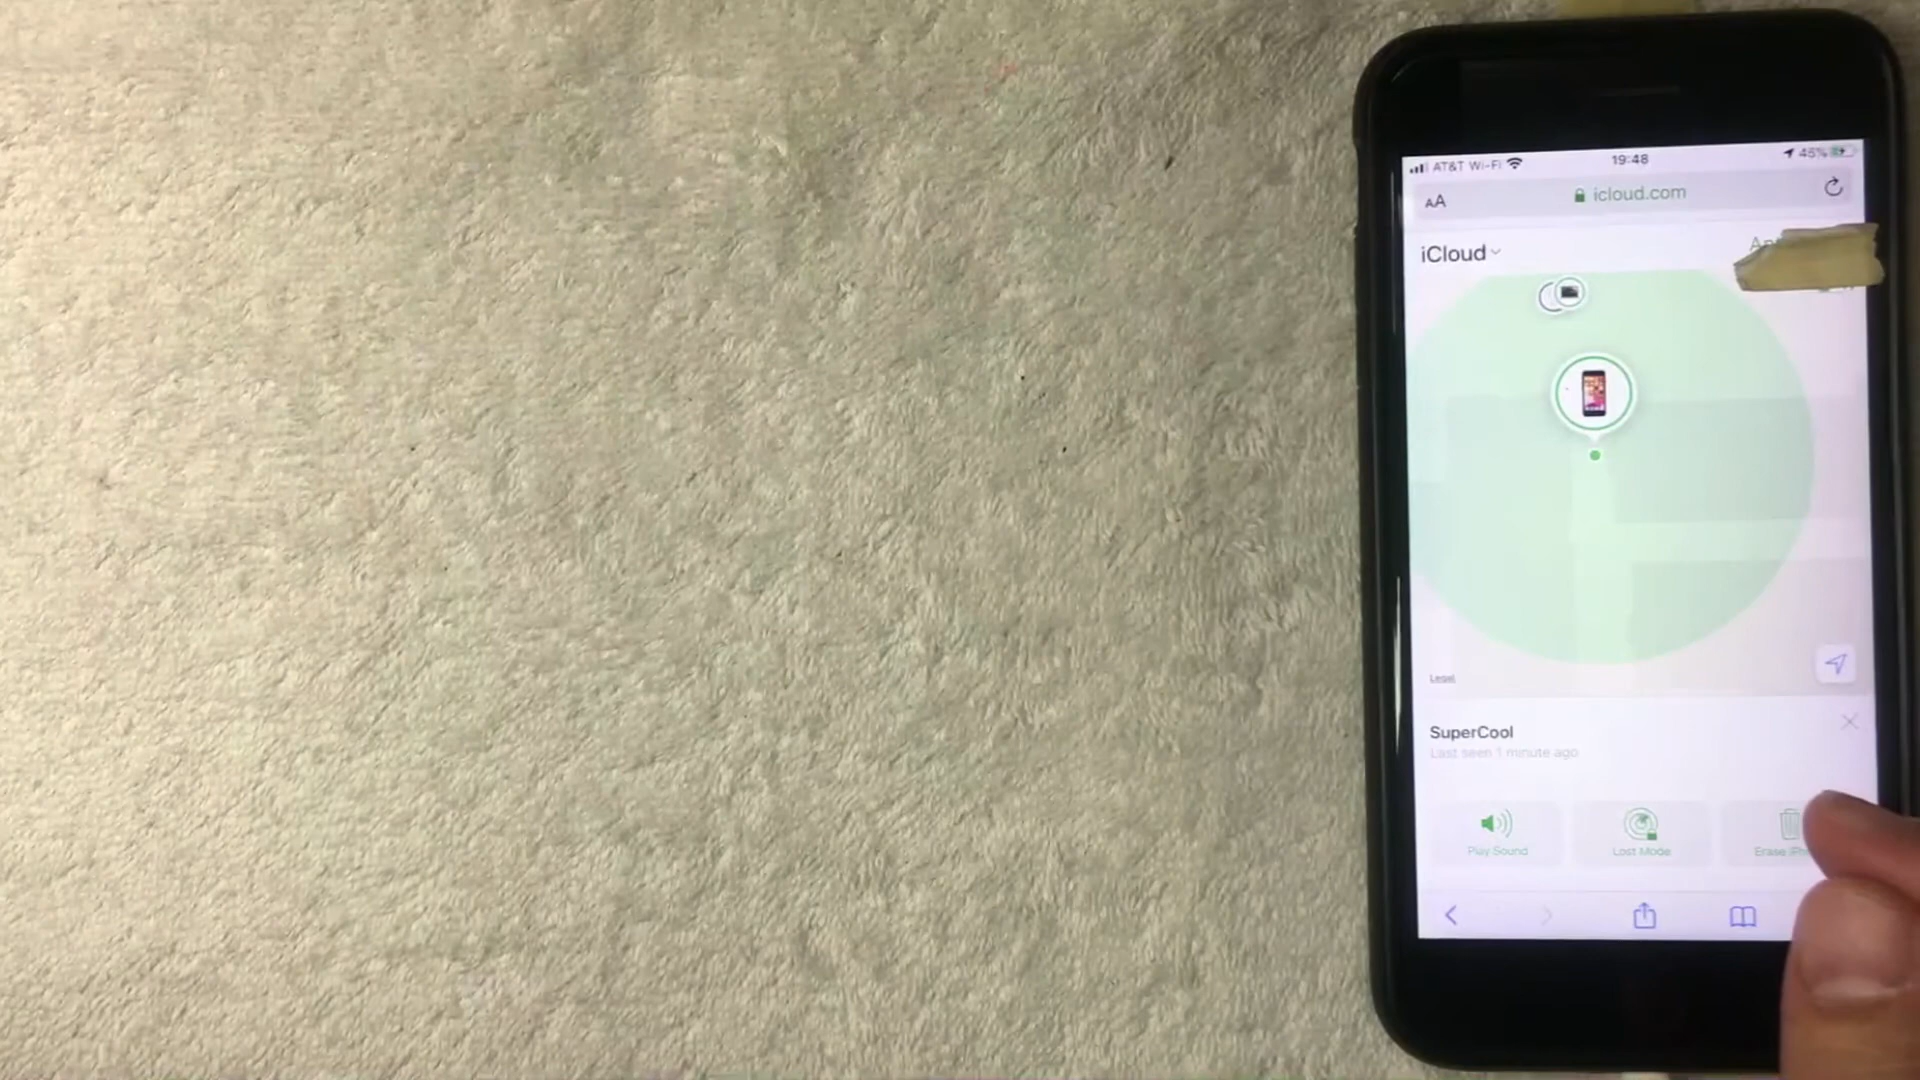 AT&T Wi-Fi 19:48 45%
AA icloud.com
iCloud
Legal
SuperCool
Last seen 1 minute ago
Play Sound Lost Mode Erase